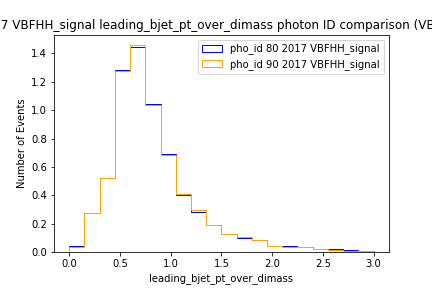 7 VBFHH_signal leading_bjet_pt_over_dimass photon ID comparison (VB
pho_id 80 2017 VBFHH_signal
pho_id 90 2017 VBFHH_signal
Number of Events
1.4
1.2
1.0
0.8
0.6
0.4
0.2
0.0
0.0 0.5 1.0 1.5 2.0 2.5 3.0
leading_bjet_pt_over_dimass